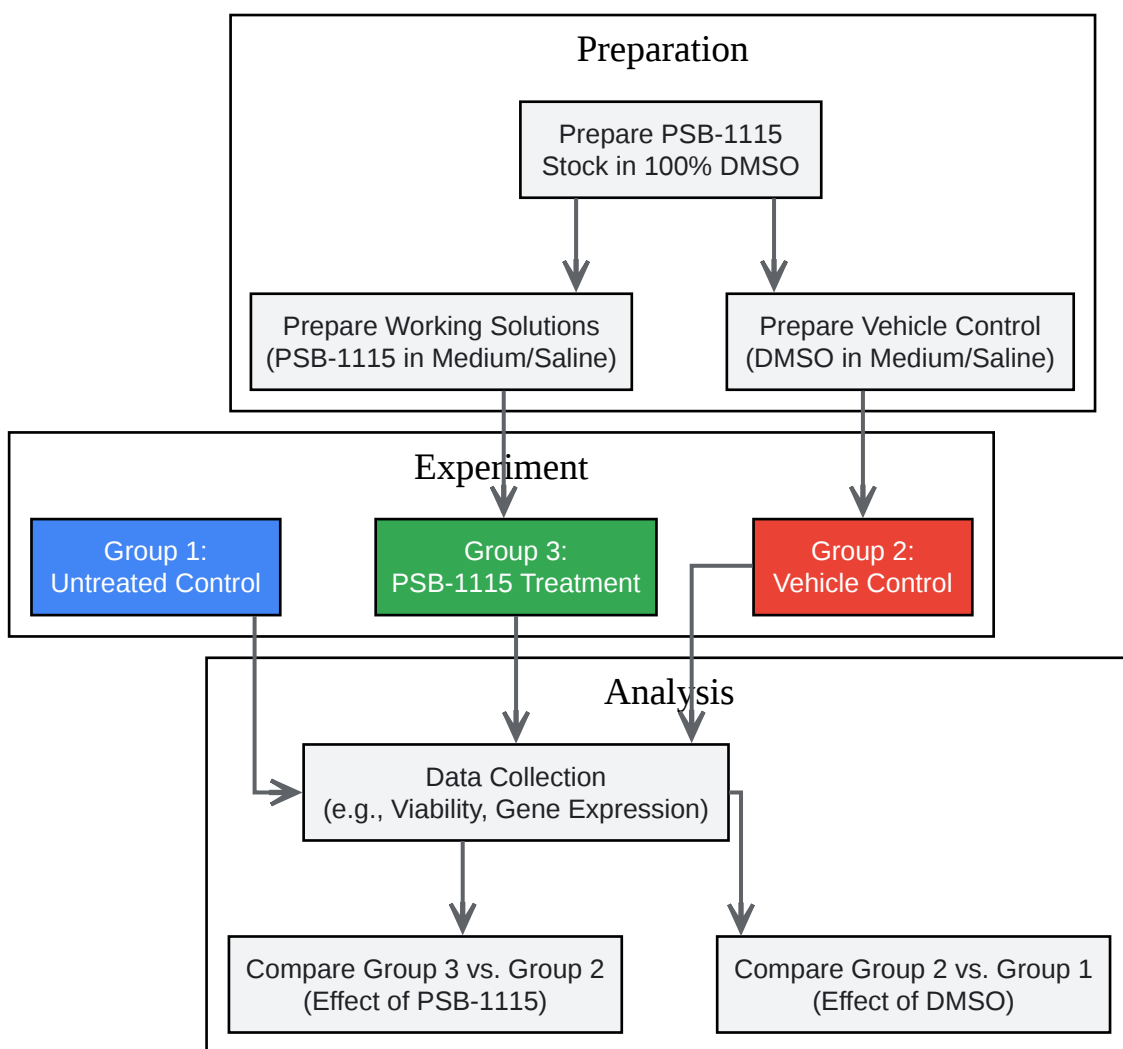 Preparation
Prepare PSB-1115
Stock in 100% DMSO
Prepare Working Solutions
(PSB-1115 in Medium/Saline)
Prepare Vehicle Control
(DMSO in Medium/Saline)
Experiment
Group 1:
Untreated Control
Group 3:
PSB-1115 Treatment
Group 2:
Vehicle Control
Analysis
Data Collection
(e.g., Viability, Gene Expression)
Compare Group 3 vs. Group 2
(Effect of PSB-1115)
Compare Group 2 vs. Group 1
(Effect of DMSO)